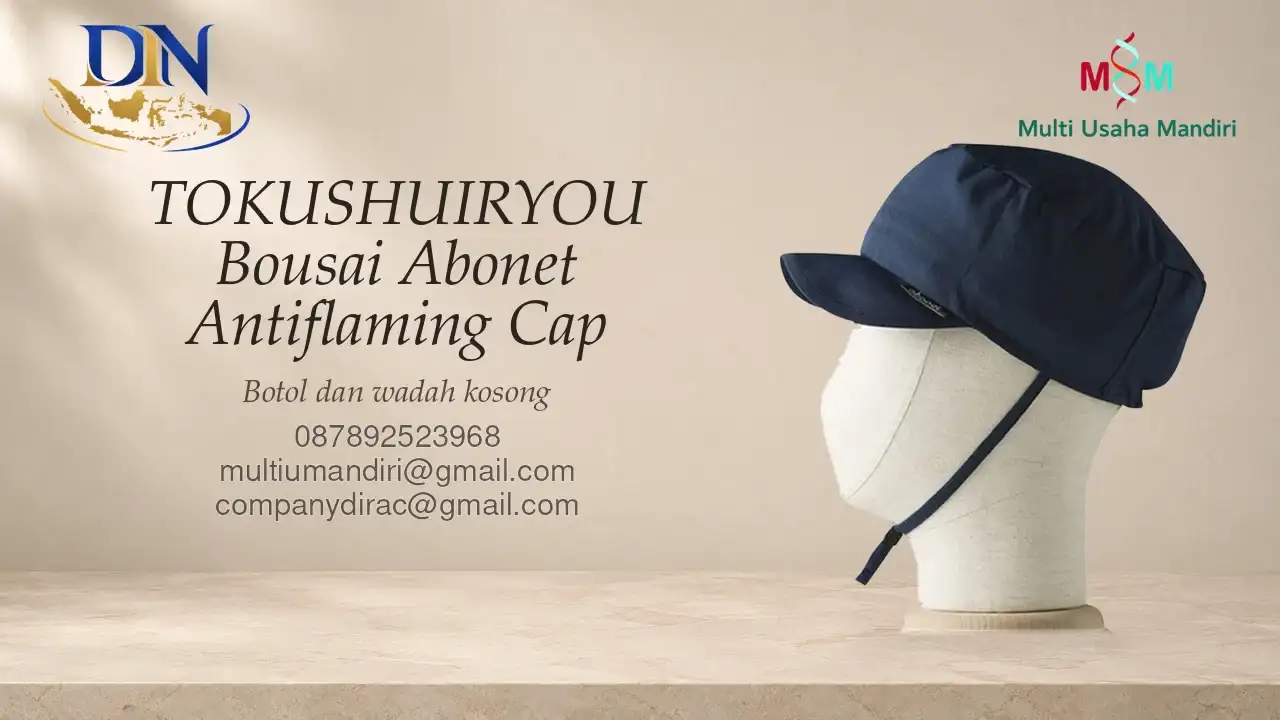 DN
MSM
Multi Usaha Mandiri
TOKUSHUIRYOU
Bousai Abonet
Antiflaming Cap
Botol dan wadah kosong
087892523968
multiumandiri@gmail.com
companydirac@gmail.com